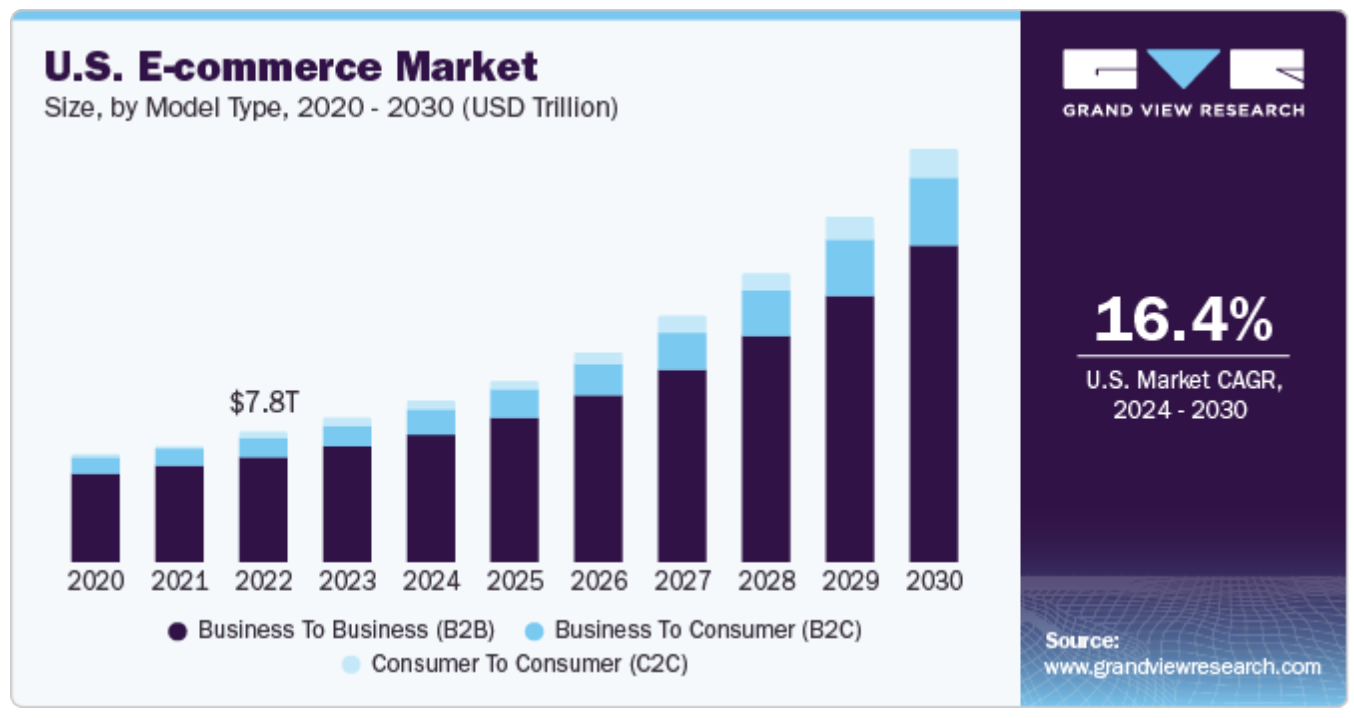 U.S. E-commerce Market
Size, by Model Type, 2020 - 2030 (USD Trillion)
$7.8T
2020 2021 2022 2023 2024 2025 2026 2027 2028 2029 2030
Business To Business (B2B) Business To Consumer (B2C)
Consumer To Consumer (C2C)
GRAND VIEW RESEARCH
16.4%
U.S. Market CAGR,
2024 - 2030
Source:
www.grandviewresearch.com